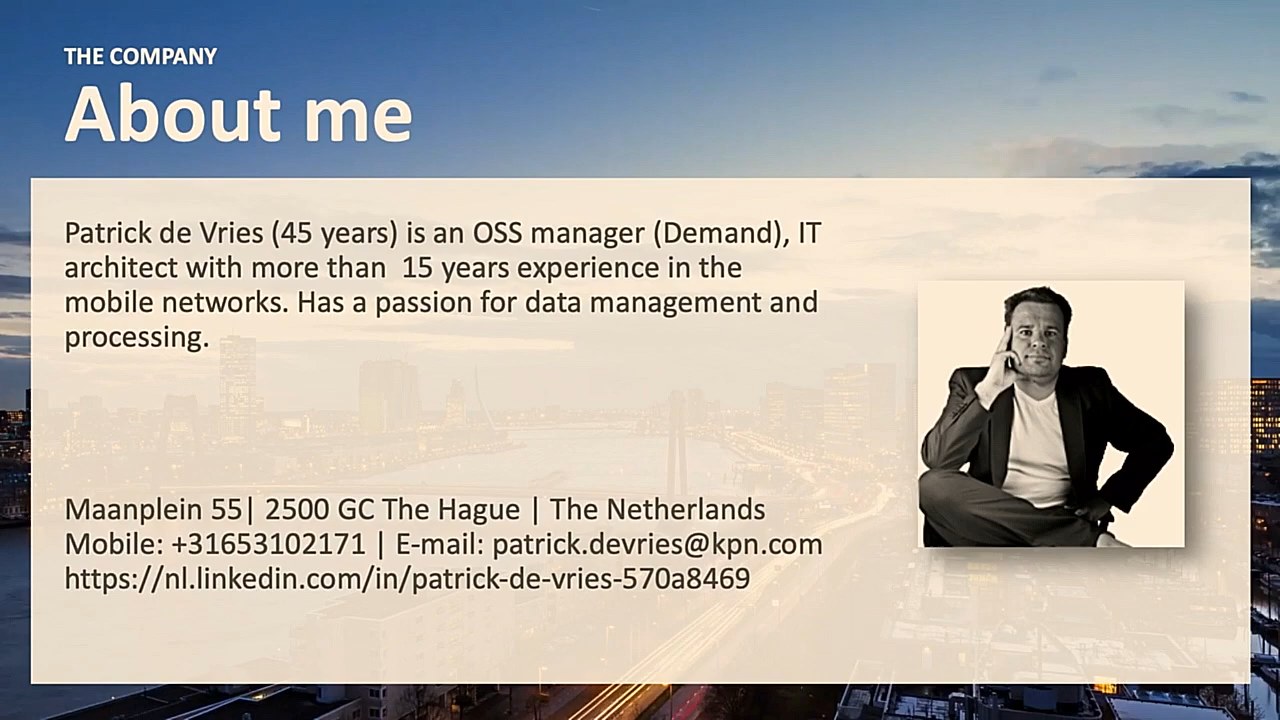 THE COMPANY
About me
Patrick de Vries (45 years) is an OSS manager (Demand), IT
architect with more than  15 years experience in the
mobile networks. Has a passion for data management and
processing.
Maanplein 55| 2500 GC The Hague | The Netherlands
Mobile: +31653102171 | E-mail: patrick.devries@kpn.com
https://nl.linkedin.com/in/patrick-de-vries-570a8469